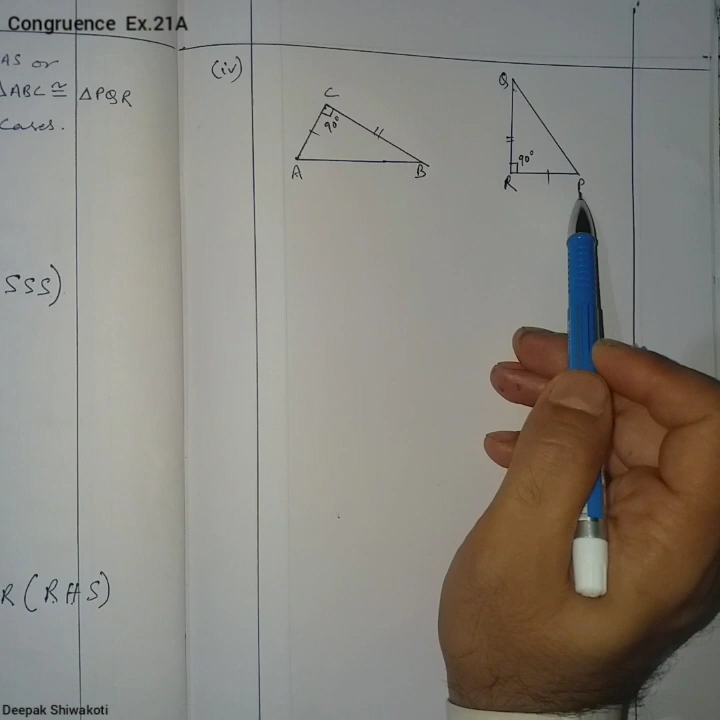 Congruence Ex.21A
AS or
ΔABC ≅ ΔPQR
Cases.
SSS)
R (RHS)
(iv)
C
90°
A
B
Q
90°
R
P
Deepak Shiwakoti